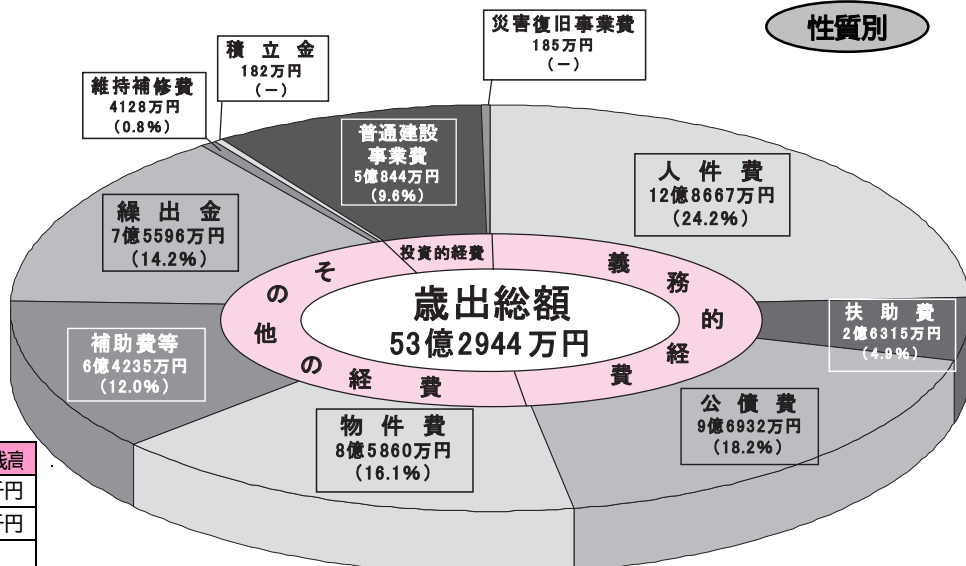 性質別
災害復旧事業費
185万円
（－）
積立金
182万円
（－）
維持補修費
4128万円
（0.8％）
普通建設
事業費
5億844万円
（9.6％）
人件費
12億8667万円
（24.2％）
繰出金
7億5596万円
（14.2％）
投資的経費
義務的経費
その他の経費
歳出総額
53億2944万円
扶助費
2億6315万円
（4.9％）
補助費等
6億4235万円
（12.0％）
公債費
9億6932万円
（18.2％）
物件費
8億5860万円
（16.1％）
残高
千円
千円